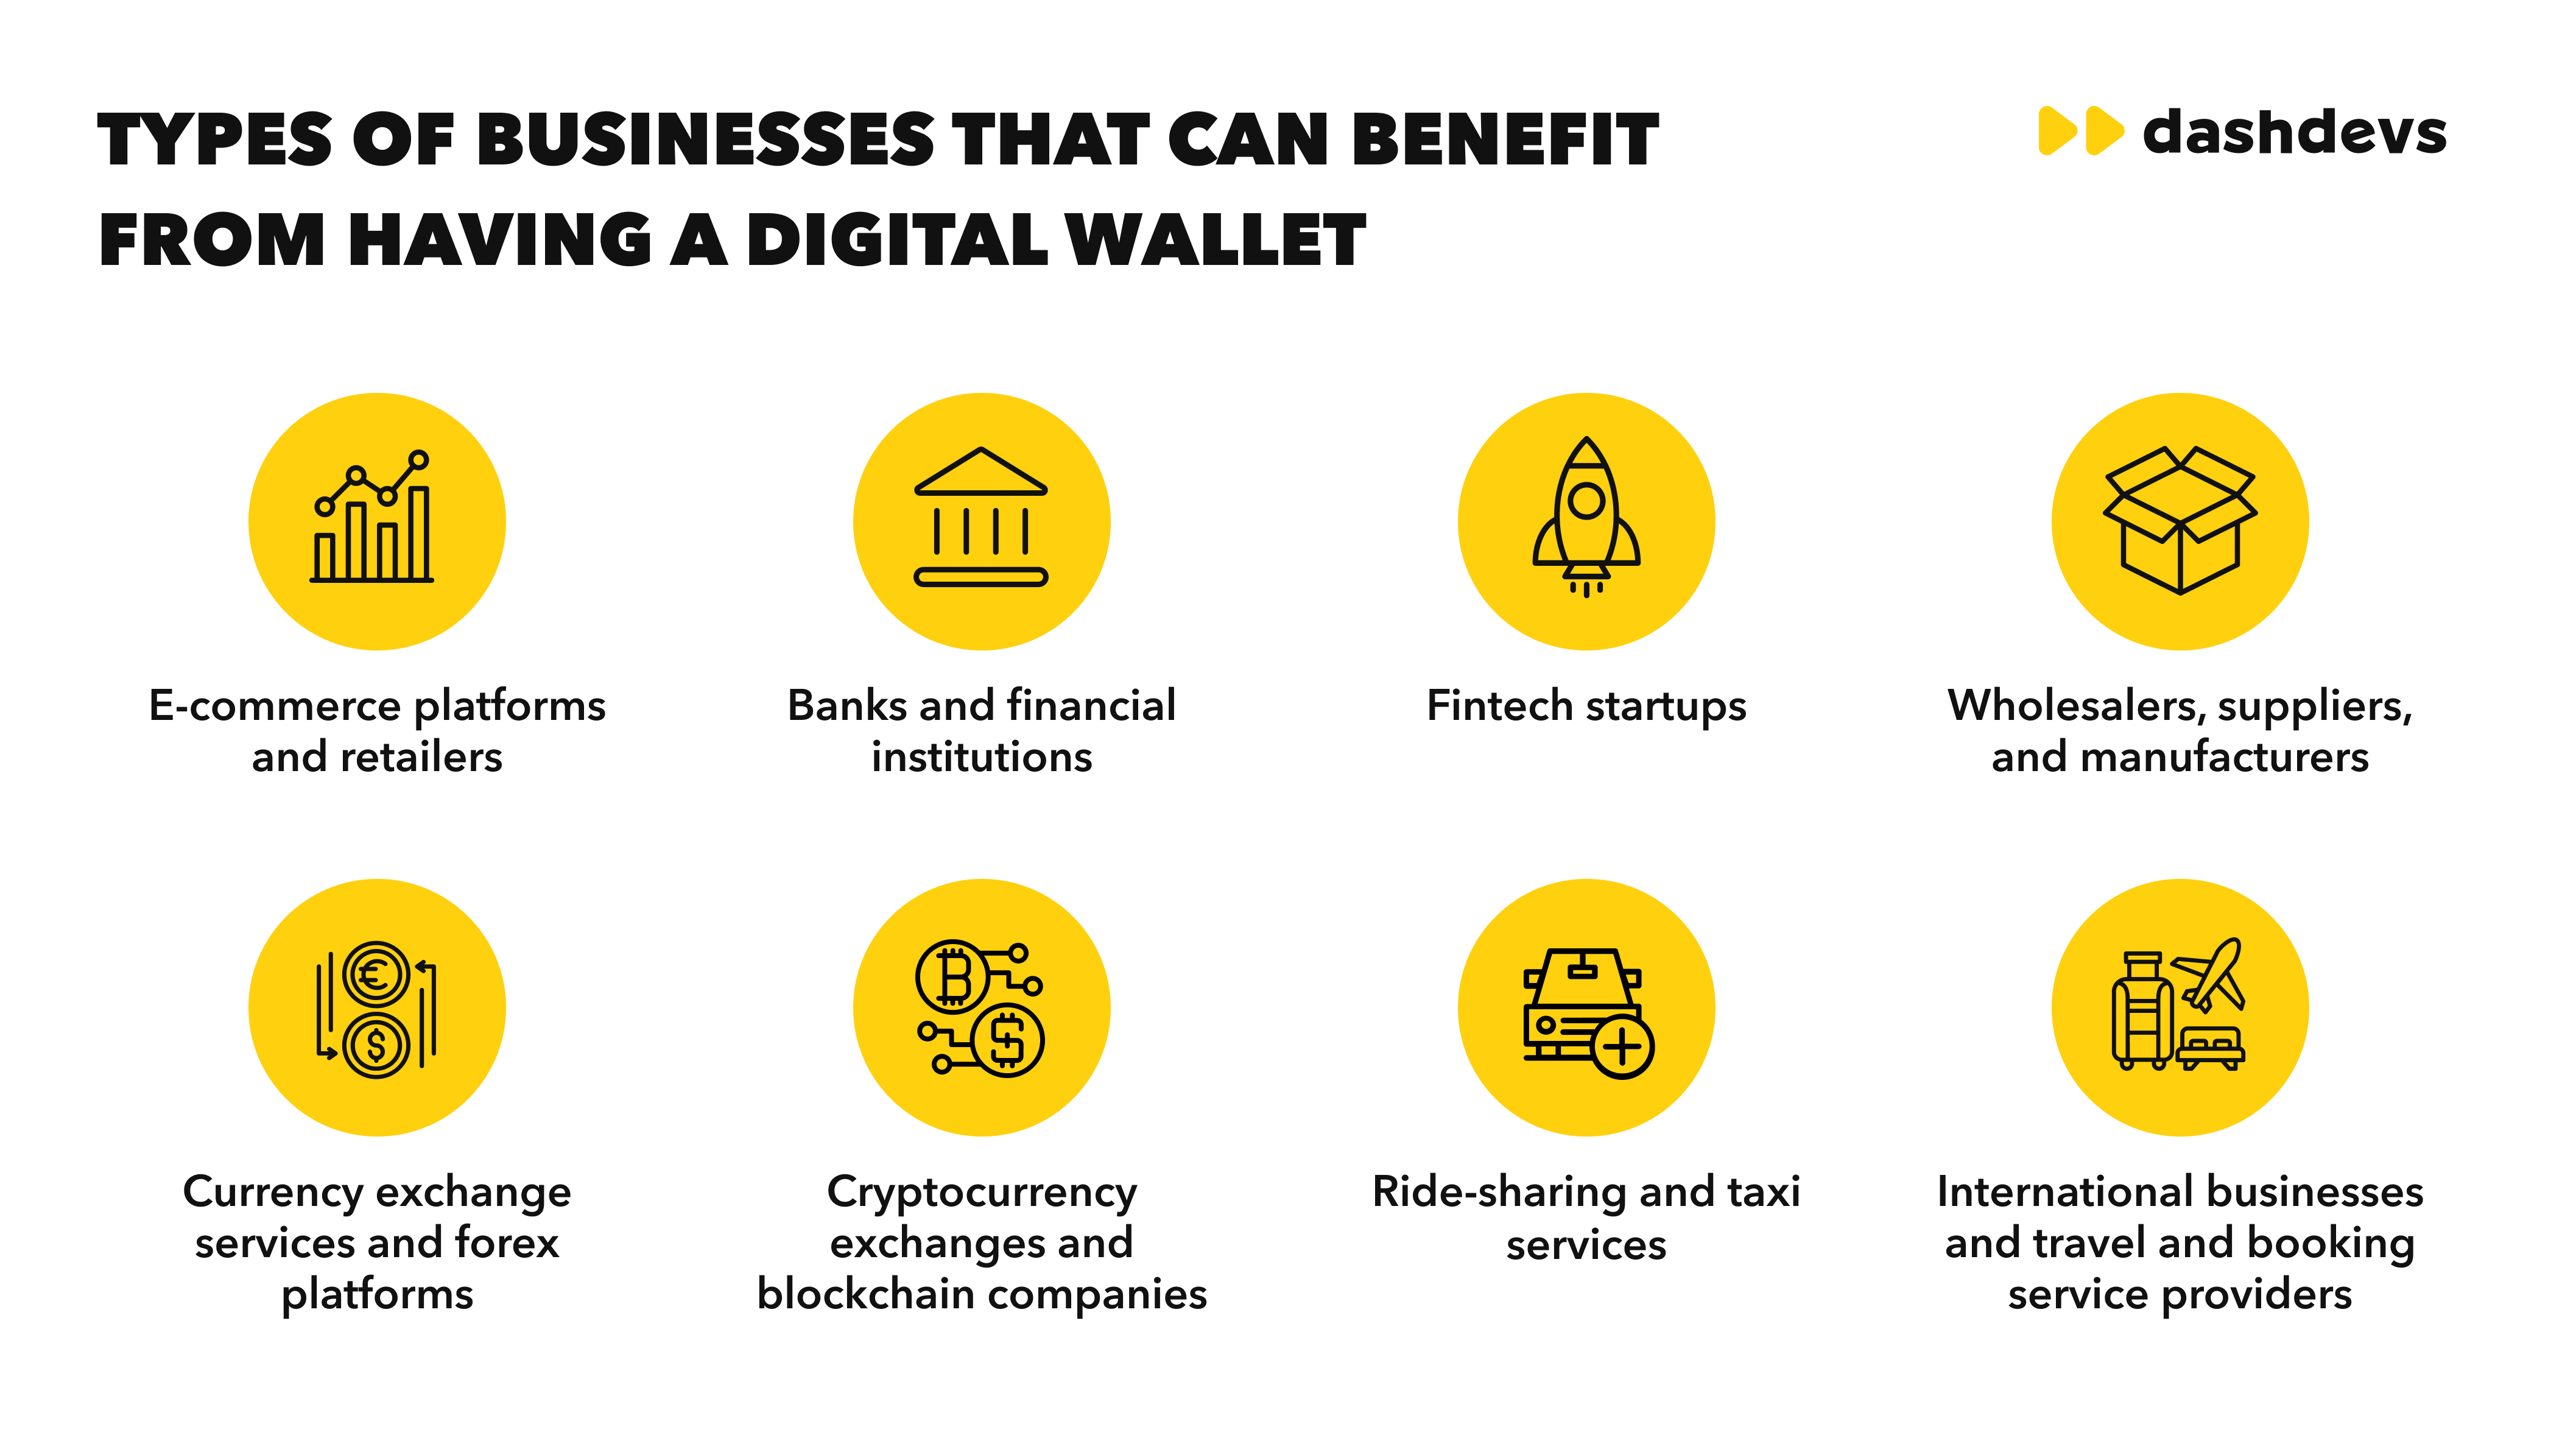 TYPES OF BUSINESSES THAT CAN BENEFIT
FROM HAVING A DIGITAL WALLET
dashdevs
E-commerce platforms
and retailers
Banks and financial
institutions
Fintech startups
Wholesalers, suppliers,
and manufacturers
Currency exchange
services and forex
platforms
Cryptocurrency
exchanges and
blockchain companies
Ride-sharing and taxi
services
International businesses
and travel and booking
service providers